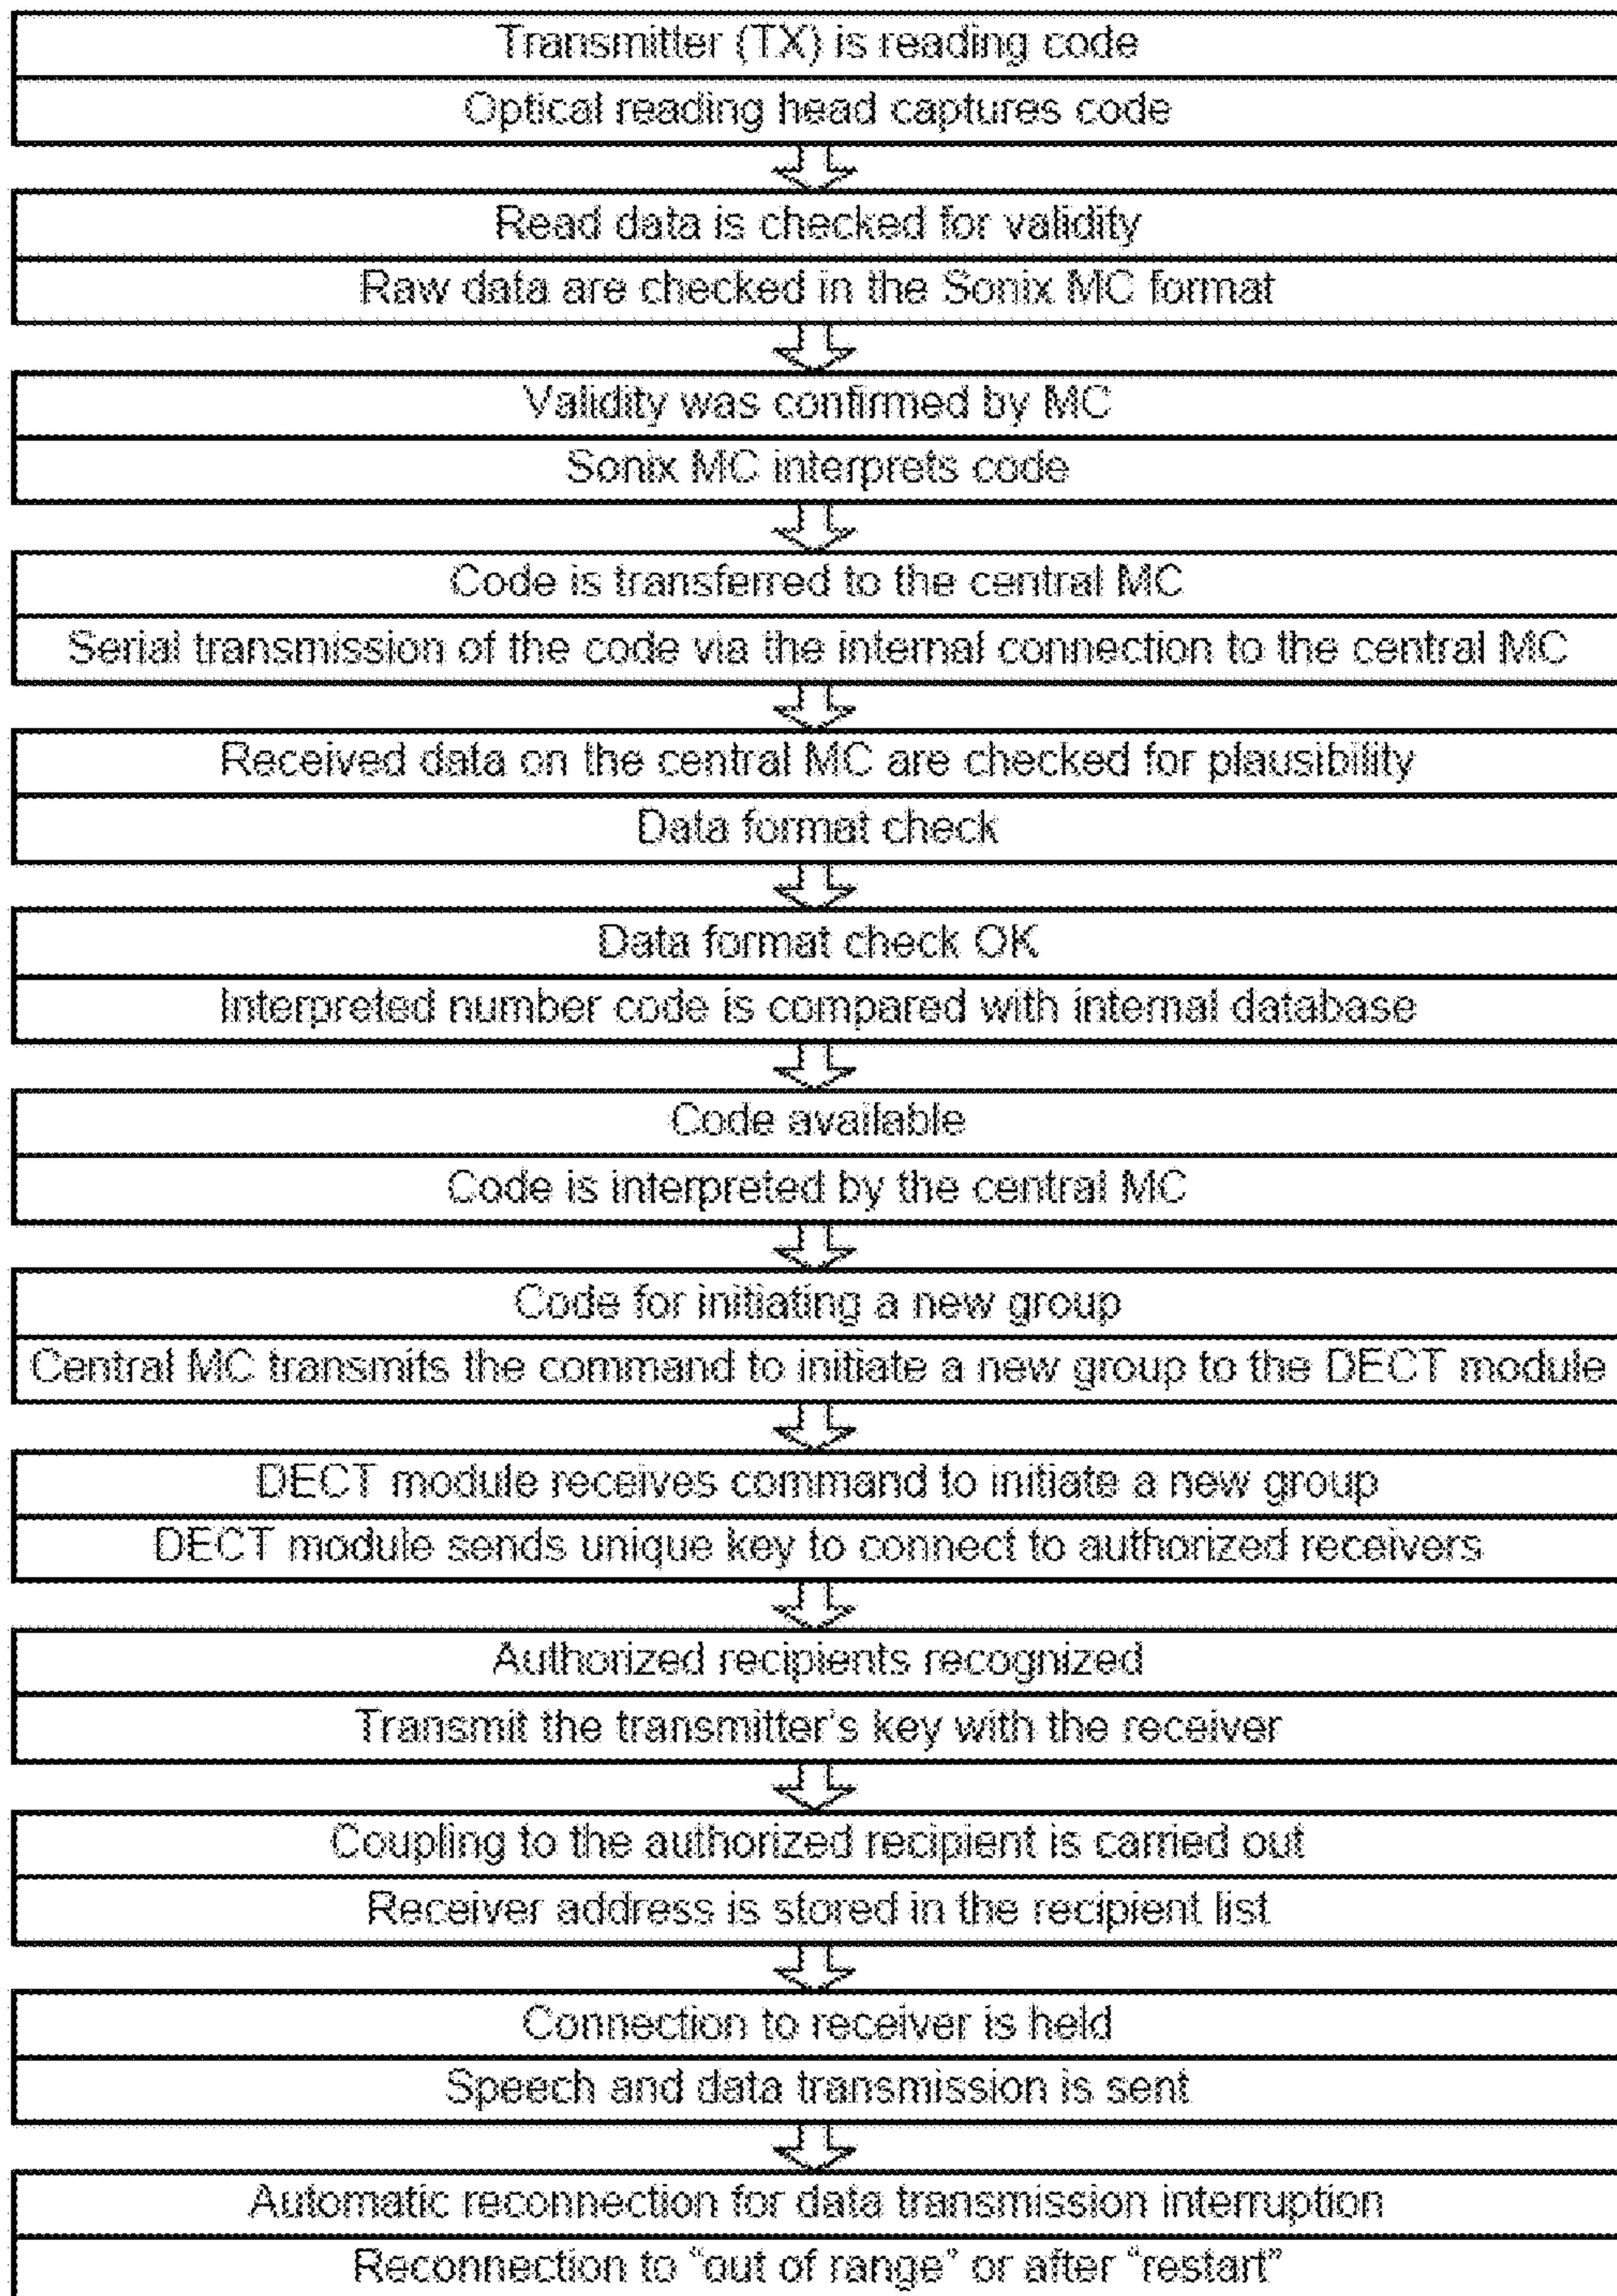 Transmitter (TX) is reading code
Optical reading head captures code
Read data is checked for validity
Raw data are checked in the Sonix MC format
Validity was confirmed by MC
Sonix MC interprets code
Code is transferred to the central MC
Serial transmission of the code via the internal connection to the central MC
Received data on the central MC are checked for plausibility
Data format check
Data format check OK
Interpreted number code is compared with internal database
Code available
Code is interpreted by the central MC
Code for initiating a new group
Central MC transmits the command to initiate a new group to the DECT module
DECT module receives command to initiate a new group
DECT module sends unique key to connect to authorized receivers
Authorized recipients recognized
Transmit the transmitter's key with the receiver
Coupling to the authorized recipient is carried out
Receiver address is stored in the recipient list
Connection to receiver is held
Speech and data transmission is sent
Automatic reconnection for data transmission interruption
Reconnection to “out of range” or after “restart”